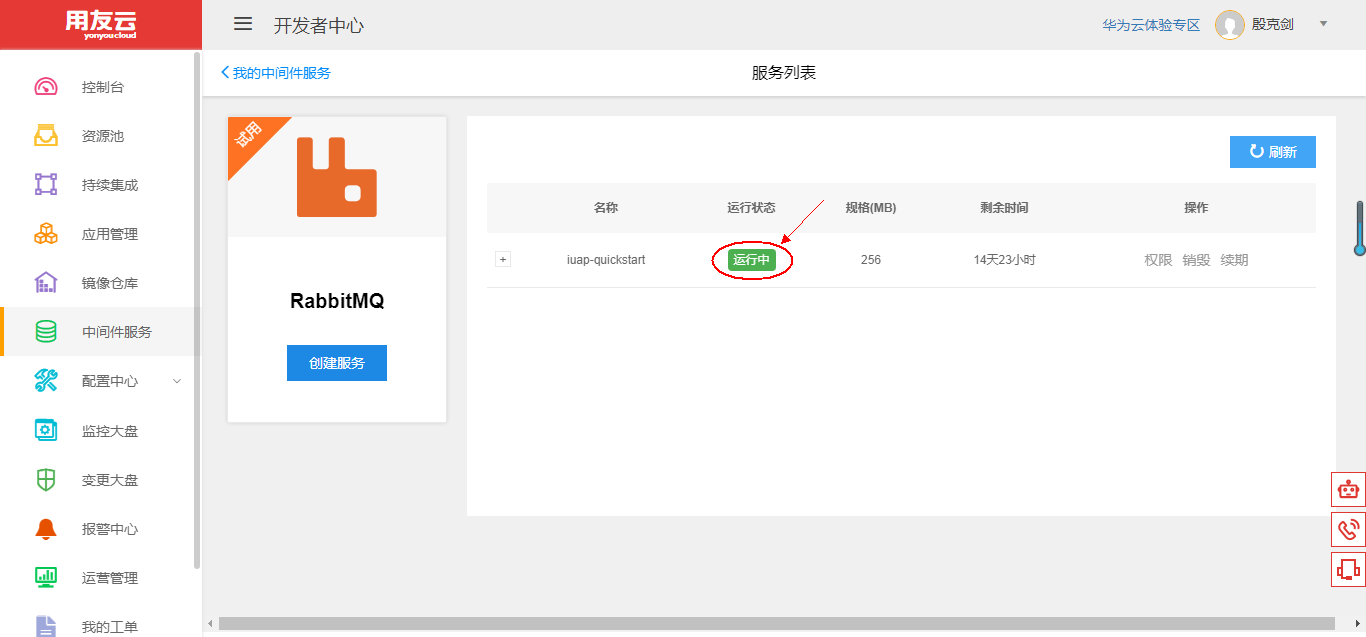 用友云
yonyoucloud
开发者中心
华为云体验专区
殷克剑
控制台
资源池
持续集成
应用管理
镜像仓库
中间件服务
配置中心
监控大盘
变更大盘
报警中心
运营管理
我的工单
我的中间件服务
服务列表
试用
RabbitMQ
创建服务
刷新
名称 运行状态 规格(MB) 剩余时间 操作
+ iuap-quickstart 运行中 256 14天23小时 权限 销毁 续期